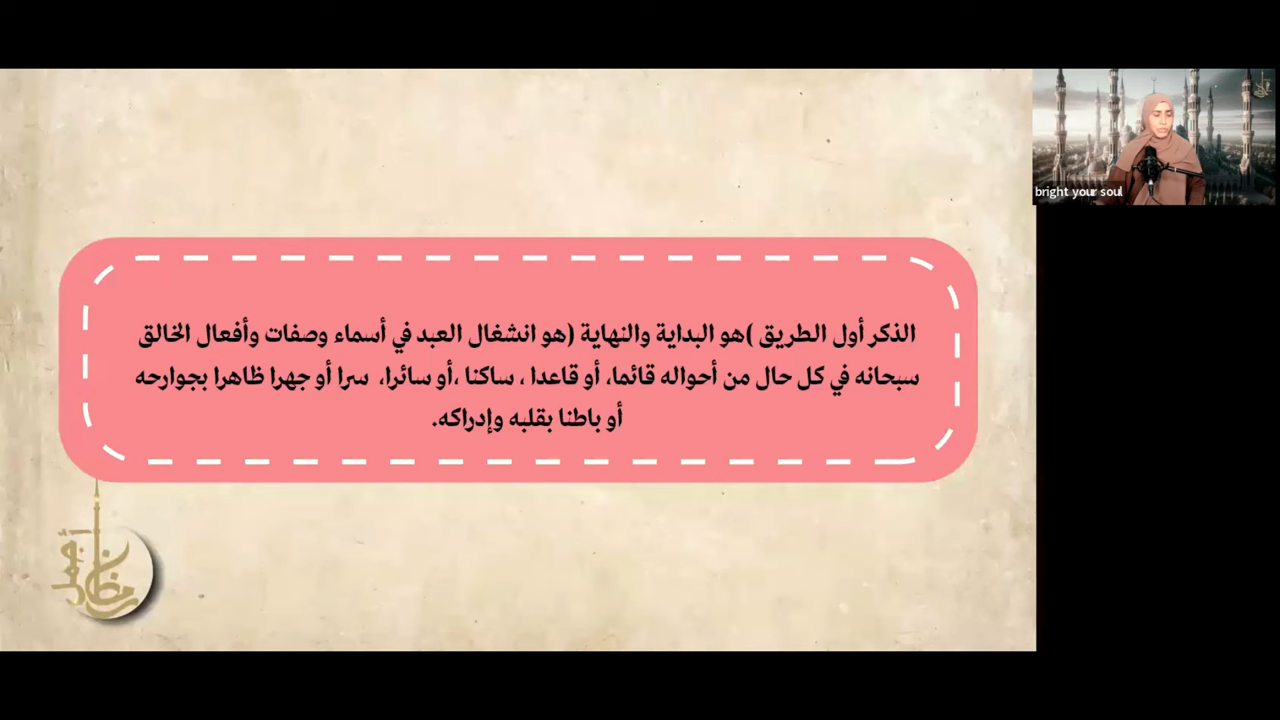 الذكر أول الطريق )هو البداية والنهاية (هو انشغال العبد في أسماء وصفات وأفعال الخالق
سبحانه في كل حال من أحواله قائما، أو قاعدا ، ساكنا ،أو سائرا، سرا أو جهرا ظاهرا بجوارحه
أو باطنا بقلبه وإدراكه.
bright your soul
رمضان
أجمل